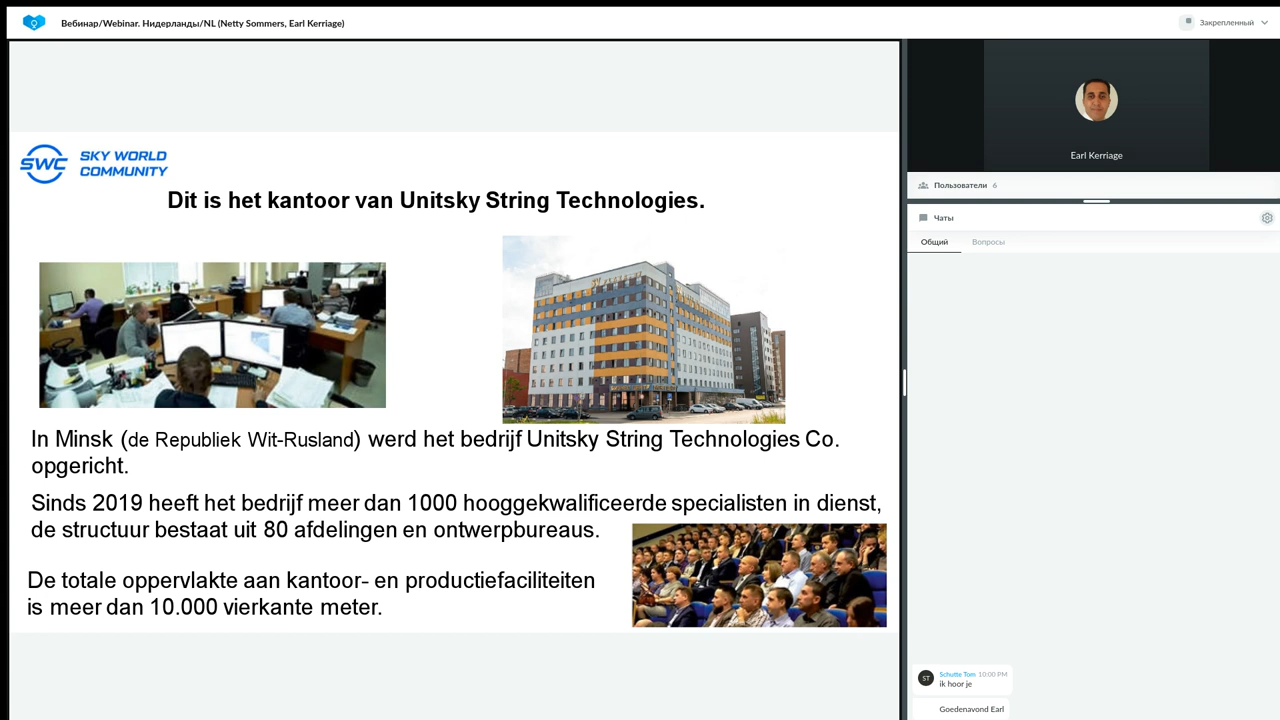 Вебинар/Webinar. Нидерланды/NL (Netty Sommers, Earl Kerriage)
Закрепленный
SWC SKY WORLD
COMMUNITY
Dit is het kantoor van Unitsky String Technologies.
In Minsk (de Republiek Wit-Rusland) werd het bedrijf Unitsky String Technologies Co.
opgericht.
Sinds 2019 heeft het bedrijf meer dan 1000 hooggekwalificeerde specialisten in dienst,
de structuur bestaat uit 80 afdelingen en ontwerpbureaus.
De totale oppervlakte aan kantoor- en productiefaciliteiten
is meer dan 10.000 vierkante meter.
Earl Kerriage
Пользователи 6
Чаты
Общий Вопросы
ST Schutte Tom 10:00 PM
ik hoor je
Goedenavond Earl